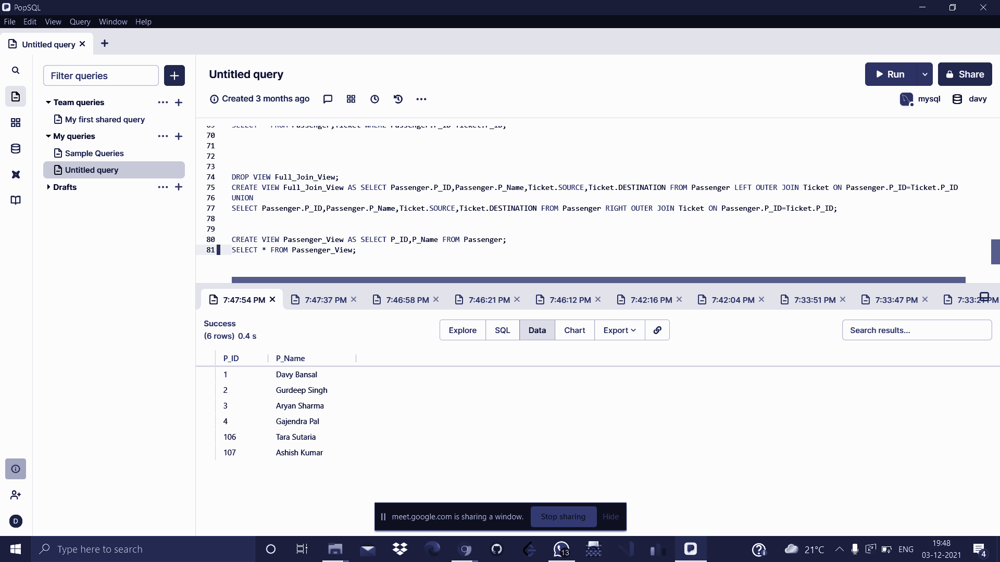 PopSQL
File Edit View Query Window Help
Untitled query
Filter queries
Team queries
My first shared query
My queries
Sample Queries
Untitled query
Drafts
D
Untitled query
Created 3 months ago
Run
Share
mysql davy
70
71
72
73
74 DROP VIEW Full_Join_View;
75 CREATE VIEW Full_Join_View AS SELECT Passenger.P_ID,Passenger.P_Name,Ticket.SOURCE,Ticket.DESTINATION FROM Passenger LEFT OUTER JOIN Ticket ON Passenger.P_ID=Ticket.P_ID
76 UNION
77 SELECT Passenger.P_ID,Passenger.P_Name,Ticket.SOURCE,Ticket.DESTINATION FROM Passenger RIGHT OUTER JOIN Ticket ON Passenger.P_ID=Ticket.P_ID;
78
79
80 CREATE VIEW Passenger_View AS SELECT P_ID,P_Name FROM Passenger;
81 SELECT * FROM Passenger_View;
7:47:54 PM 7:47:37 PM 7:46:58 PM 7:46:21 PM 7:46:12 PM 7:42:16 PM 7:42:04 PM 7:33:51 PM 7:33:47 PM
Success
(6 rows) 0.4 s
Explore SQL Data Chart Export
Search results...
P_ID P_Name
1 Davy Bansal
2 Gurdeep Singh
3 Aryan Sharma
4 Gajendra Pal
106 Tara Sutaria
107 Ashish Kumar
meet.google.com is sharing a window. Stop sharing Hide
Type here to search
13
21°C
ENG
19:48
03-12-2021
4